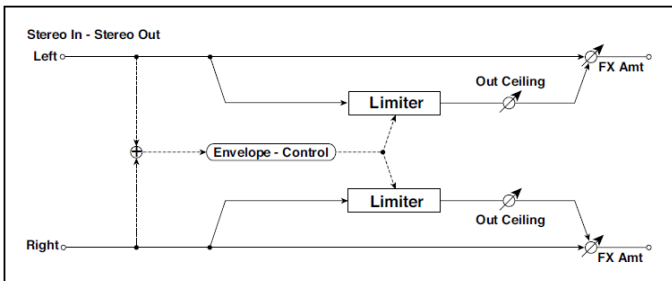 Stereo In - Stereo Out
Left
FX Amt
Out Ceiling
Limiter
Envelope - Control
Limiter
Out Ceiling
Right
FX Amt